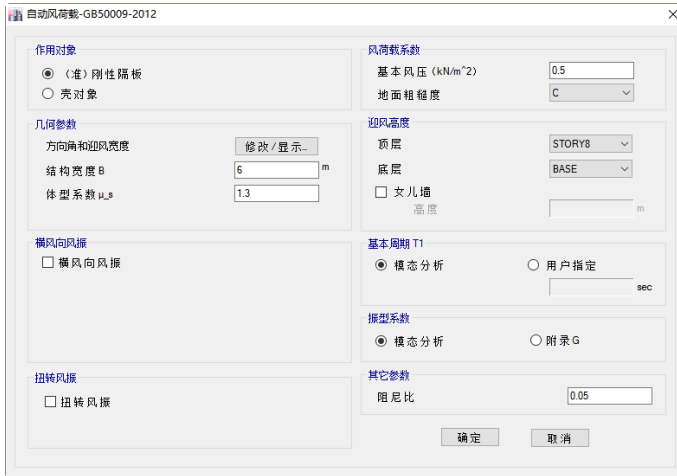 自动风荷载-GB50009-2012
作用对象
（准）刚性隔板
壳对象
几何参数
方向角和迎风宽度 修改/显示...
结构宽度B 6 m
体型系数μ_s 1.3
横风向风振
横风向风振
扭转风振
扭转风振
风荷载系数
基本风压 (kN/m^2) 0.5
地面粗糙度 C
迎风高度
顶层 STORY8
底层 BASE
女儿墙
高度 m
基本周期 T1
模态分析 用户指定
sec
振型系数
模态分析 附录G
其它参数
阻尼比 0.05
确定 取消